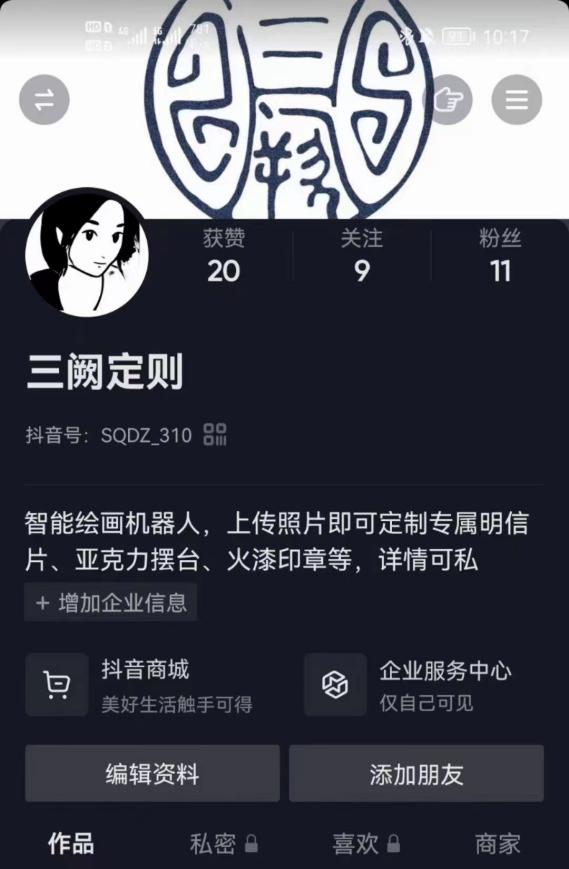 10:17
获赞 关注 粉丝
20 9 11
三阙定则
抖音号：SQDZ_310
智能绘画机器人，上传照片即可定制专属明信
片、亚克力摆台、火漆印章等，详情可私
+ 增加企业信息
抖音商城 企业服务中心
美好生活触手可得 仅自己可见
编辑资料 添加朋友
作品 私密 喜欢 商家